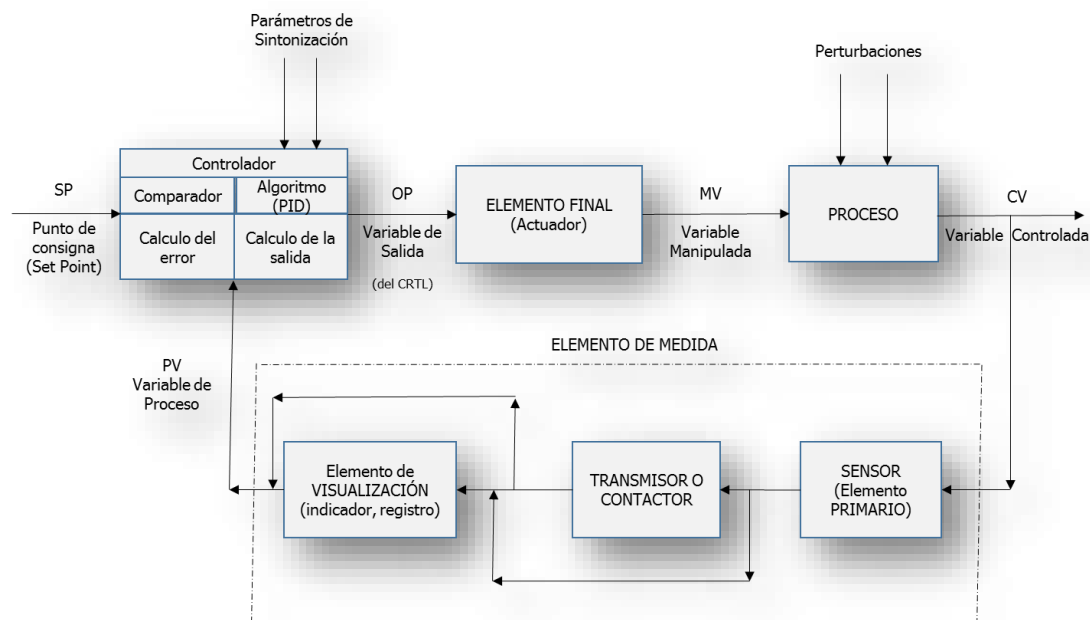 Parámetros de
Sintonización
Perturbaciones
Controlador
Comparador
Algoritmo
(PID)
Calculo del
error
Calculo de la
salida
SP
Punto de
consigna
(Set Point)
OP
Variable de
Salida
(del CRTL)
ELEMENTO FINAL
(Actuador)
MV
Variable
Manipulada
PROCESO
CV
Variable Controlada
PV
Variable de
Proceso
ELEMENTO DE MEDIDA
Elemento de
VISUALIZACIÓN
(indicador, registro)
TRANSMISOR O
CONTACTOR
SENSOR
(Elemento
PRIMARIO)